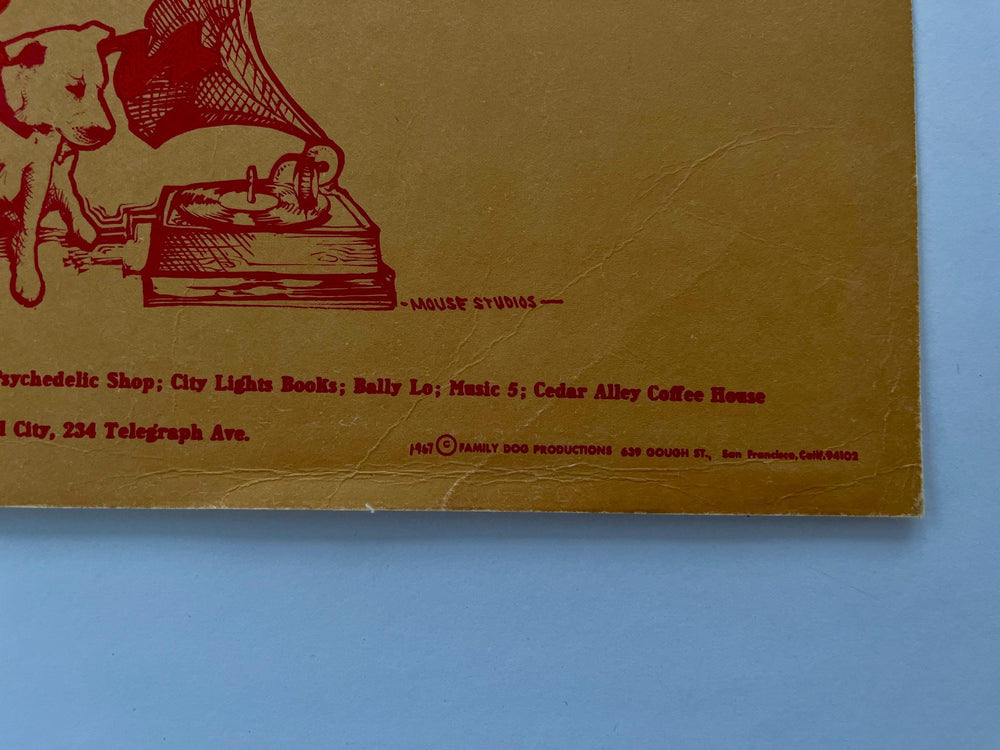 -MOUSE STUDIOS-
Psychedelic Shop; City Lights Books; Bally Lo; Music 5; Cedar Alley Coffee House
City, 234 Telegraph Ave.
1967 © FAMILY DOG PRODUCTIONS 639 GOUGH ST., San Francisco, Calif. 94102